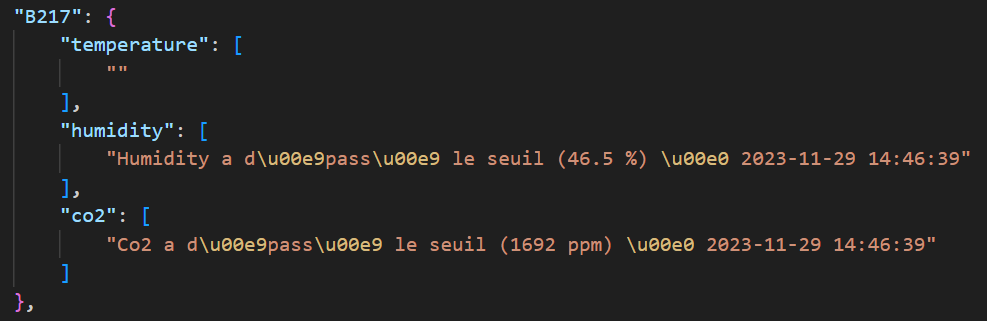 "B217": {
    "temperature": [
        ""
    ],
    "humidity": [
        "Humidity a d\u00e9pass\u00e9 le seuil (46.5 %) \u00e0 2023-11-29 14:46:39"
    ],
    "co2": [
        "Co2 a d\u00e9pass\u00e9 le seuil (1692 ppm) \u00e0 2023-11-29 14:46:39"
    ]
},